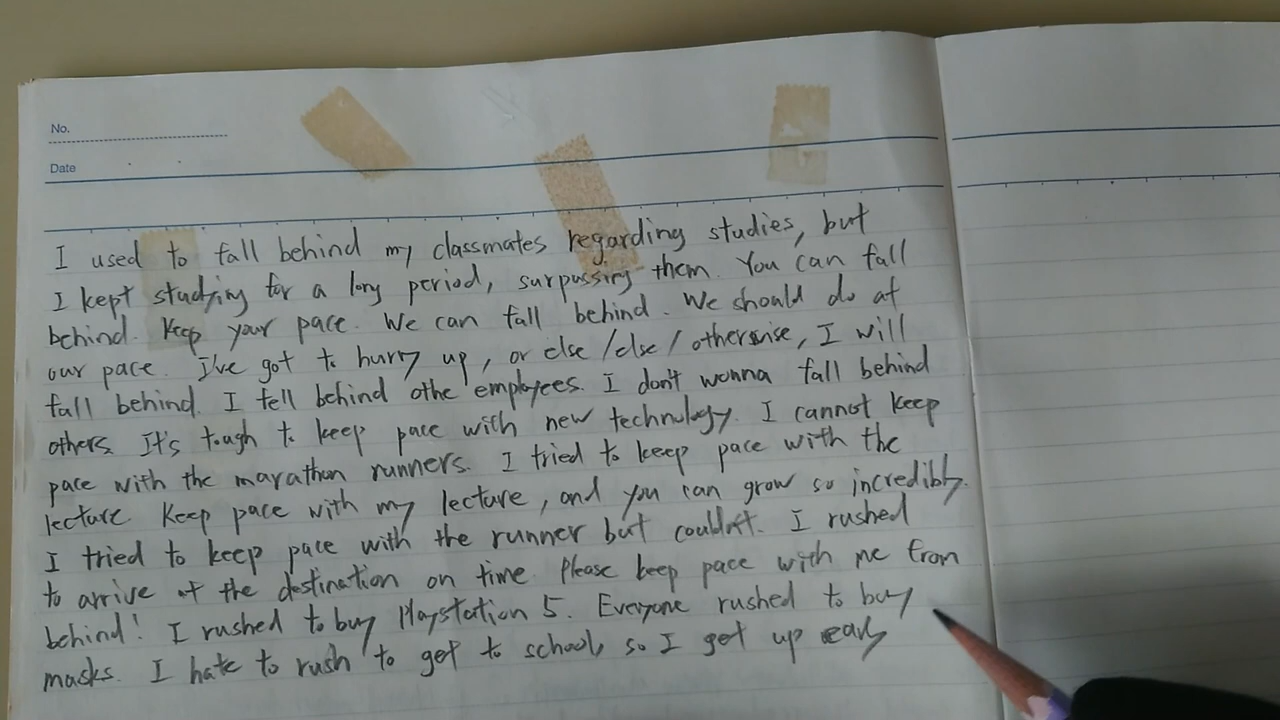 No.
Date
I used to fall behind my classmates regarding studies, but
I kept studying for a long period, surpassing them. You can fall
behind. Keep your pace. We can fall behind. We should do at
our pace. I've got to hurry up, or else /else / otherwise, I will
fall behind. I fell behind othe employees. I don't wonna fall behind
others. It's tough to keep pace with new technology. I cannot keep
pace with the marathon runners. I tried to keep pace with the
lecture. Keep pace with my lecture, and you can grow so incredibly.
I tried to keep pace with the runner but couldn't. I rushed
to arrive at the destination on time. Please keep pace with me from
behind! I rushed to buy Playstation 5. Everyone rushed to buy
masks. I hate to rush to get to school, so I get up early